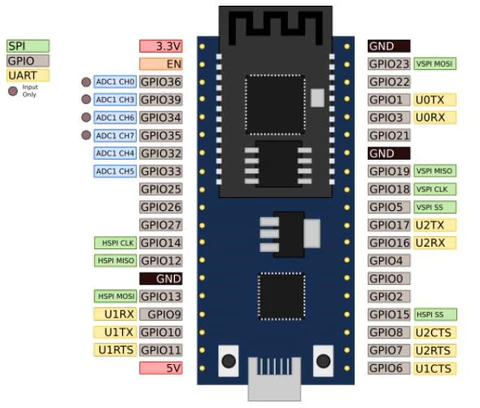 SPI
GPIO
UART
Input
Only
3.3V
EN
ADC1 CH0 GPIO36
ADC1 CH3 GPIO39
ADC1 CH6 GPIO34
ADC1 CH7 GPIO35
ADC1 CH4 GPIO32
ADC1 CH5 GPIO33
GPIO25
GPIO26
GPIO27
HSPI CLK GPIO14
HSPI MISO GPIO12
GND
HSPI MOSI GPIO13
U1RX GPIO9
U1TX GPIO10
U1RTS GPIO11
5V
GND
GPIO23 VSPI MOSI
GPIO22
GPIO1 U0TX
GPIO3 U0RX
GPIO21
GND
GPIO19 VSPI MISO
GPIO18 VSPI CLK
GPIO5 VSPI SS
GPIO17 U2TX
GPIO16 U2RX
GPIO4
GPIO0
GPIO2
GPIO15 HSPI SS
GPIO8 U2CTS
GPIO7 U2RTS
GPIO6 U1CTS